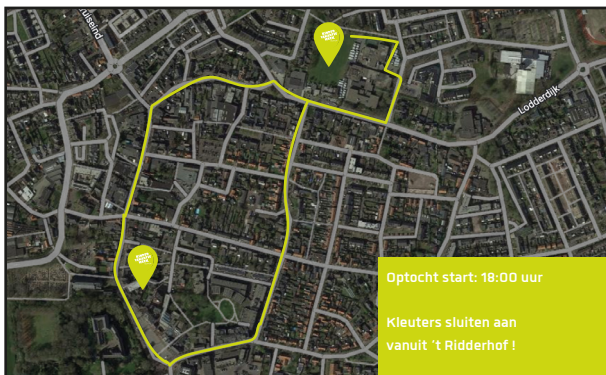 Lodderdijk
Optocht start: 18:00 uur
Kleuters sluiten aan
vanuit 't Ridderhof !